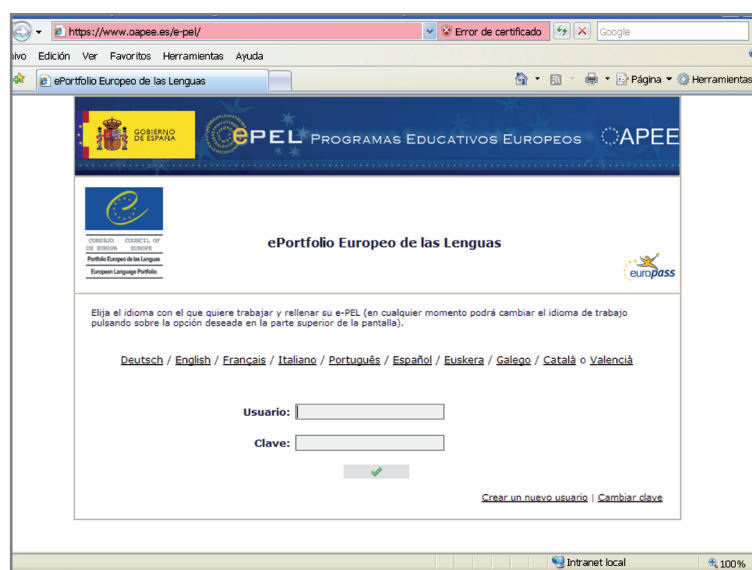 https://www.oapee.es/e-pel/ Error de certificado Google
ivo Edición Ver Favoritos Herramientas Ayuda
ePortfolio Europeo de las Lenguas Página Herramientas
GOBIERNO
DE ESPAÑA
ePEL PROGRAMAS EDUCATIVOS EUROPEOS OAPEE
CONSEJO COUNCIL OF
DE EUROPA EUROPE
Portfolio Europeo de las Lenguas
European Language Portfolio
ePortfolio Europeo de las Lenguas
europass
Elija el idioma con el que quiere trabajar y rellenar su e-PEL (en cualquier momento podrá cambiar el idioma de trabajo
pulsando sobre la opción deseada en la parte superior de la pantalla).
Deutsch / English / Français / Italiano / Português / Español / Euskera / Galego / Català o Valencià
Usuario:
Clave:
Crear un nuevo usuario | Cambiar clave
Intranet local 100%